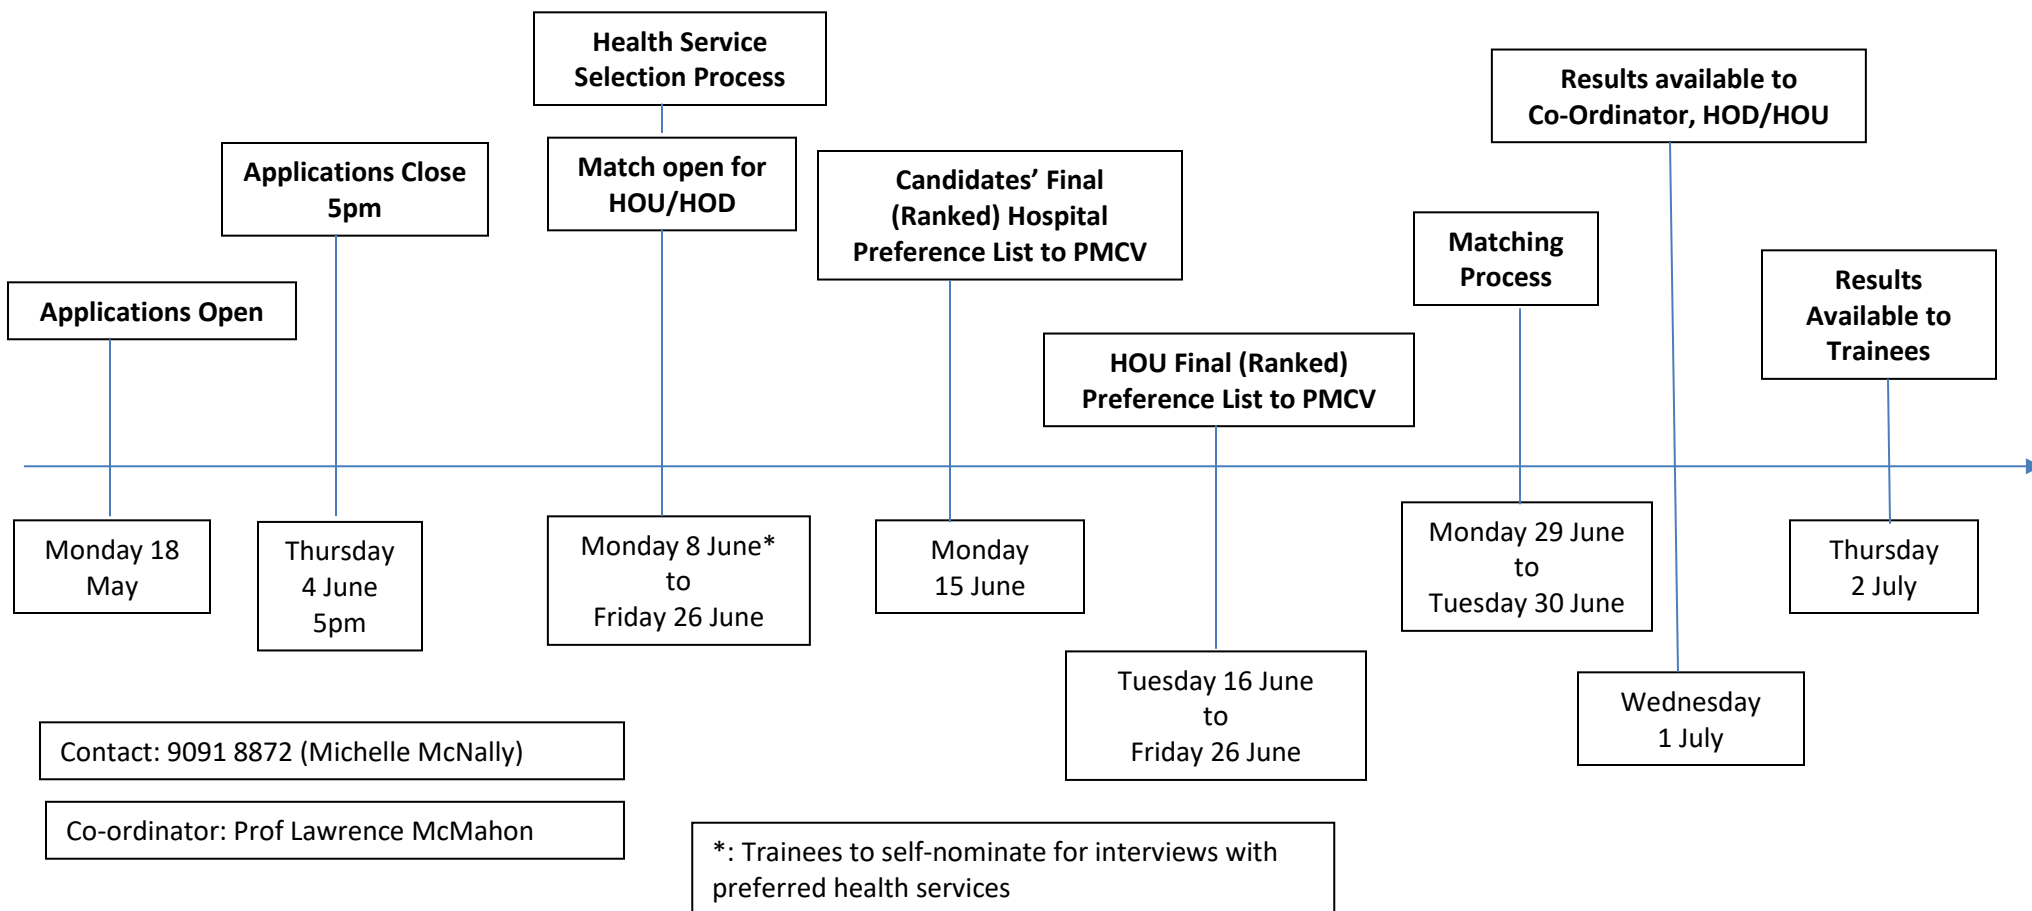 Health Service
Selection Process
Results available to
Co-Ordinator, HOD/HOU
Applications Close
5pm
Match open for
HOU/HOD
Candidates’ Final
(Ranked) Hospital
Preference List to PMCV
Matching
Process
Results
Available to
Trainees
Applications Open
HOU Final (Ranked)
Preference List to PMCV
Monday 18
May
Thursday
4 June
5pm
Monday 8 June*
to
Friday 26 June
Monday
15 June
Monday 29 June
to
Tuesday 30 June
Thursday
2 July
Tuesday 16 June
to
Friday 26 June
Wednesday
1 July
Contact: 9091 8872 (Michelle McNally)
Co-ordinator: Prof Lawrence McMahon
*: Trainees to self-nominate for interviews with
preferred health services